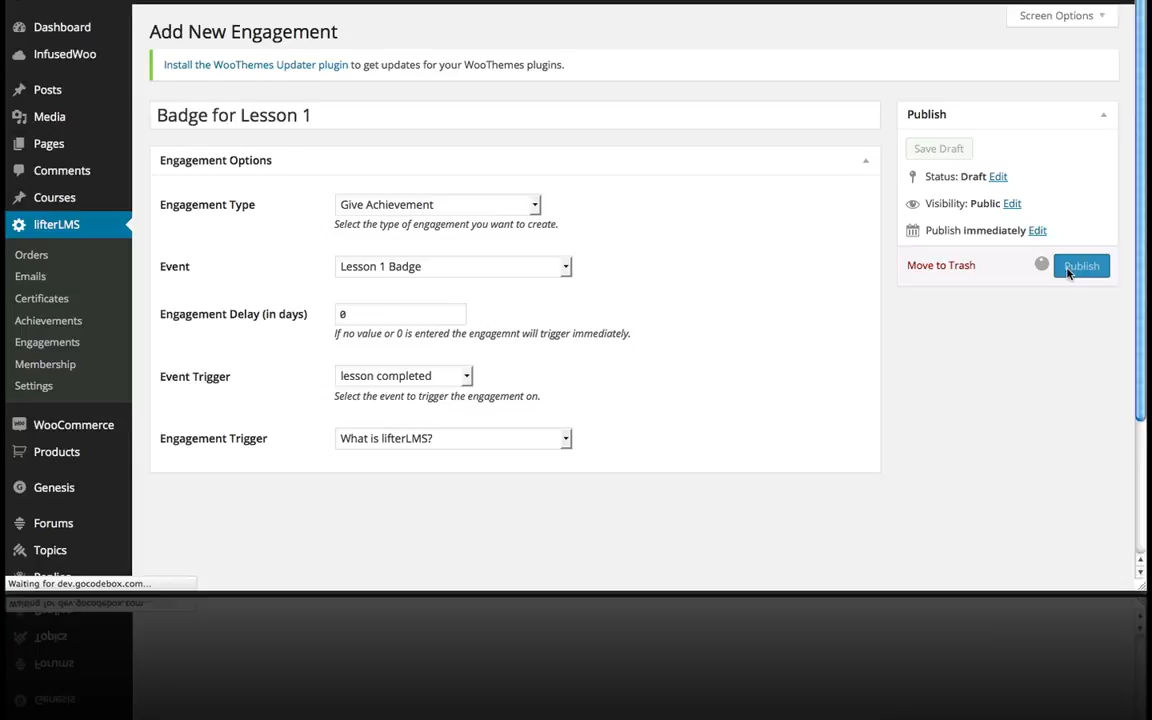 Dashboard
InfusedWoo
Posts
Media
Pages
Comments
Courses
lifterLMS
Orders
Emails
Certificates
Achievements
Engagements
Membership
Settings
WooCommerce
Products
Genesis
Forums
Topics
Waiting for dev.gocodebox.com...
Screen Options
Add New Engagement
Install the WooThemes Updater plugin to get updates for your WooThemes plugins.
Badge for Lesson 1
Engagement Options
Engagement Type
Give Achievement
Select the type of engagement you want to create.
Event
Lesson 1 Badge
Engagement Delay (in days)
0
If no value or 0 is entered the engagemnt will trigger immediately.
Event Trigger
lesson completed
Select the event to trigger the engagement on.
Engagement Trigger
What is lifterLMS?
Publish
Save Draft
Status: Draft Edit
Visibility: Public Edit
Publish immediately Edit
Move to Trash
Publish